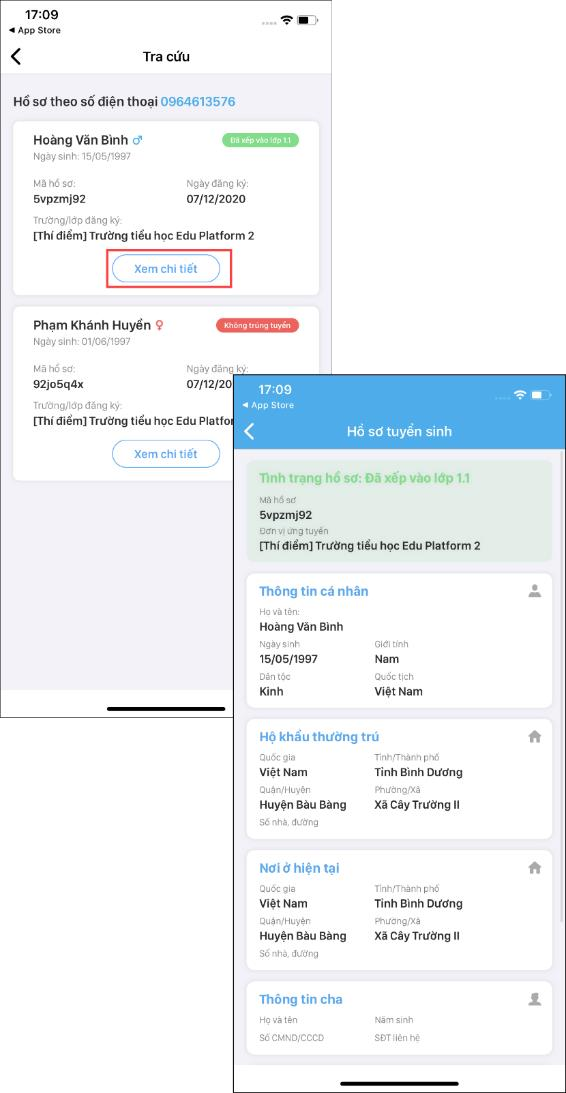 17:09
◀ App Store
Tra cứu
Hồ sơ theo số điện thoại 0964613576
Hoàng Văn Bình ♂
Đã xếp vào lớp 1.1
Ngày sinh: 15/05/1997
Mã hồ sơ:
Ngày đăng ký:
5vpzmj92
07/12/2020
Trường/lớp đăng ký:
[Thí điểm] Trường tiểu học Edu Platform 2
Xem chi tiết
Phạm Khánh Huyền ♀
Không trúng tuyển
Ngày sinh: 01/06/1997
Mã hồ sơ:
Ngày đăng ký:
92jo5q4x
07/12/20
Trường/lớp đăng ký:
[Thí điểm] Trường tiểu học Edu Platfor
Xem chi tiết
17:09
◀ App Store
Hồ sơ tuyển sinh
Tình trạng hồ sơ: Đã xếp vào lớp 1.1
Mã hồ sơ
5vpzmj92
Đơn vị ứng tuyển
[Thí điểm] Trường tiểu học Edu Platform 2
Thông tin cá nhân
Họ và tên:
Hoàng Văn Bình
Ngày sinh
Giới tính
15/05/1997
Nam
Dân tộc
Quốc tịch
Kinh
Việt Nam
Hộ khẩu thường trú
Quốc gia
Tỉnh/Thành phố
Việt Nam
Tỉnh Bình Dương
Quận/Huyện
Phường/Xã
Huyện Bàu Bàng
Xã Cây Trường II
Số nhà, đường
Nơi ở hiện tại
Quốc gia
Tỉnh/Thành phố
Việt Nam
Tỉnh Bình Dương
Quận/Huyện
Phường/Xã
Huyện Bàu Bàng
Xã Cây Trường II
Số nhà, đường
Thông tin cha
Họ và tên
Năm sinh
Số CMND/CCCD
SĐT liên hệ